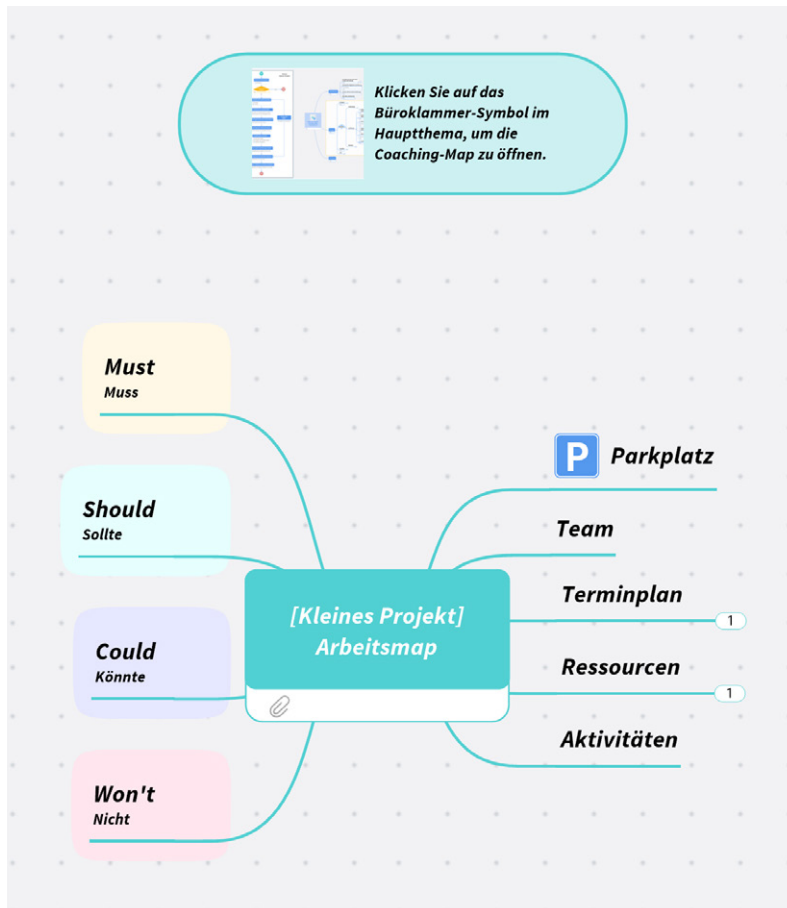 Klicken Sie auf das
Büroklammer-Symbol im
Hauptthema, um die
Coaching-Map zu öffnen.
Must
Muss
Should
Sollte
Could
Könnte
Won't
Nicht
[Kleines Projekt]
Arbeitsmap
P Parkplatz
Team
Terminplan
1
Ressourcen
1
Aktivitäten